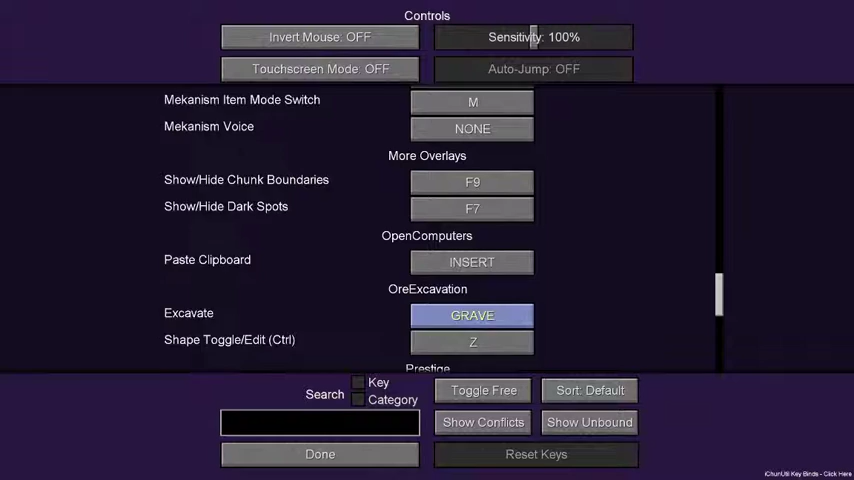 Controls
Invert Mouse: OFF
Sensitivity: 100%
Touchscreen Mode: OFF
Auto-Jump: OFF
Mekanism Item Mode Switch
M
Mekanism Voice
NONE
More Overlays
Show/Hide Chunk Boundaries
F9
Show/Hide Dark Spots
F7
OpenComputers
Paste Clipboard
INSERT
OreExcavation
Excavate
GRAVE
Shape Toggle/Edit (Ctrl)
Z
Prestige
Search
Key
Category
Toggle Free
Sort: Default
Show Conflicts
Show Unbound
Done
Reset Keys
iChunUtil Key Binds - Click Here